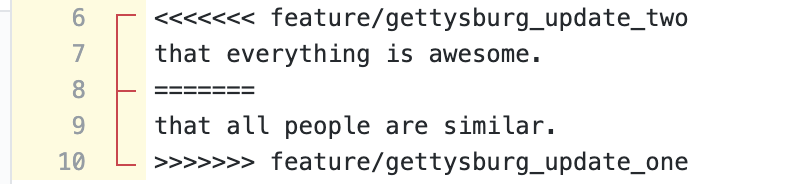 6 <<<<<<< feature/gettysburg_update_two
7 that everything is awesome.
8 =======
9 that all people are similar.
10 >>>>>>> feature/gettysburg_update_one